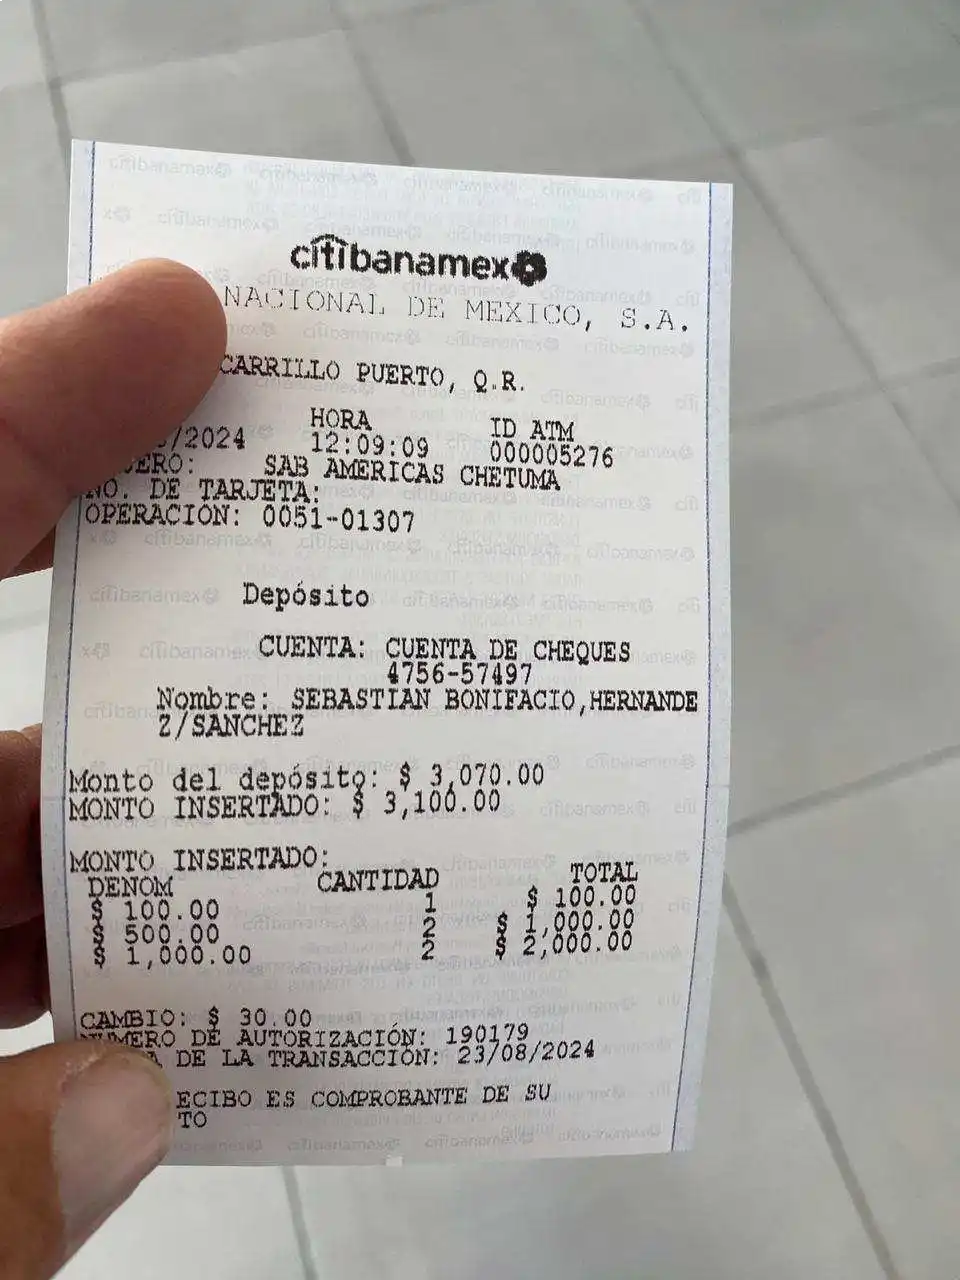 citibanamex
NACIONAL DE MEXICO, S.A.
CARRILLO PUERTO, Q.R.
HORA ID ATM
/2024 12:09:09 000005276
ERO: SAB AMERICAS CHETUMA
NO. DE TARJETA:
OPERACION: 0051-01307
Depósito
CUENTA: CUENTA DE CHEQUES
4756-57497
Nombre: SEBASTIAN BONIFACIO,HERNANDE
Z/SANCHEZ
Monto del depósito: $ 3,070.00
MONTO INSERTADO: $ 3,100.00
MONTO INSERTADO:
DENOM CANTIDAD TOTAL
$ 100.00 1 $ 100.00
$ 500.00 2 $ 1,000.00
$ 1,000.00 2 $ 2,000.00
CAMBIO: $ 30.00
NUMERO DE AUTORIZACIÓN: 190179
DE LA TRANSACCIÓN: 23/08/2024
ECIBO ES COMPROBANTE DE SU
TO